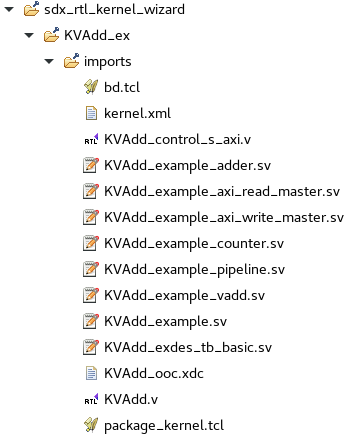 sdx_rtl_kernel_wizard
KVAdd_ex
imports
bd.tcl
kernel.xml
RTL KVAdd_control_s_axi.v
KVAdd_example_adder.sv
KVAdd_example_axi_read_master.sv
KVAdd_example_axi_write_master.sv
KVAdd_example_counter.sv
KVAdd_example_pipeline.sv
KVAdd_example_vadd.sv
KVAdd_example.sv
KVAdd_exdes_tb_basic.sv
KVAdd_ooc.xdc
RTL KVAdd.v
package_kernel.tcl